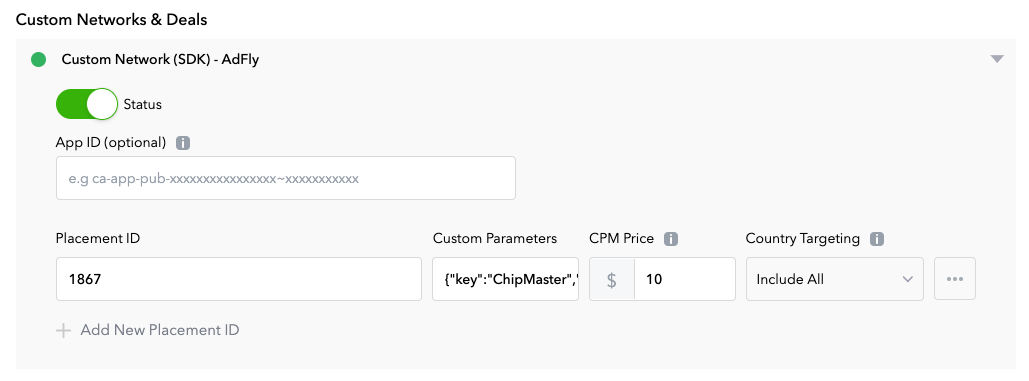 Custom Networks & Deals
Custom Network (SDK) - AdFly
Status
App ID (optional) i
e.g ca-app-pub-xxxxxxxxxxxxxxxx~xxxxxxxxxxx
Placement ID Custom Parameters CPM Price i Country Targeting i
1867 {"key":"ChipMaster"," $ 10 Include All ...
+ Add New Placement ID